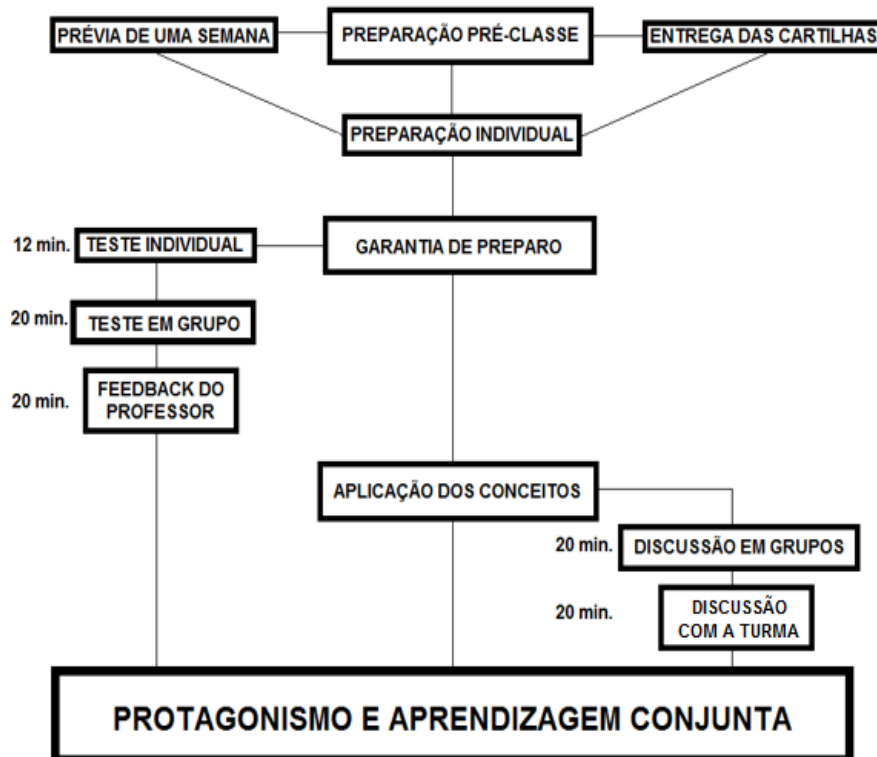 PRÉVIA DE UMA SEMANA
PREPARAÇÃO PRÉ-CLASSE
ENTREGA DAS CARTILHAS
PREPARAÇÃO INDIVIDUAL
12 min.
TESTE INDIVIDUAL
GARANTIA DE PREPARO
20 min.
TESTE EM GRUPO
20 min.
FEEDBACK DO
PROFESSOR
APLICAÇÃO DOS CONCEITOS
20 min.
DISCUSSÃO EM GRUPOS
20 min.
DISCUSSÃO
COM A TURMA
PROTAGONISMO E APRENDIZAGEM CONJUNTA